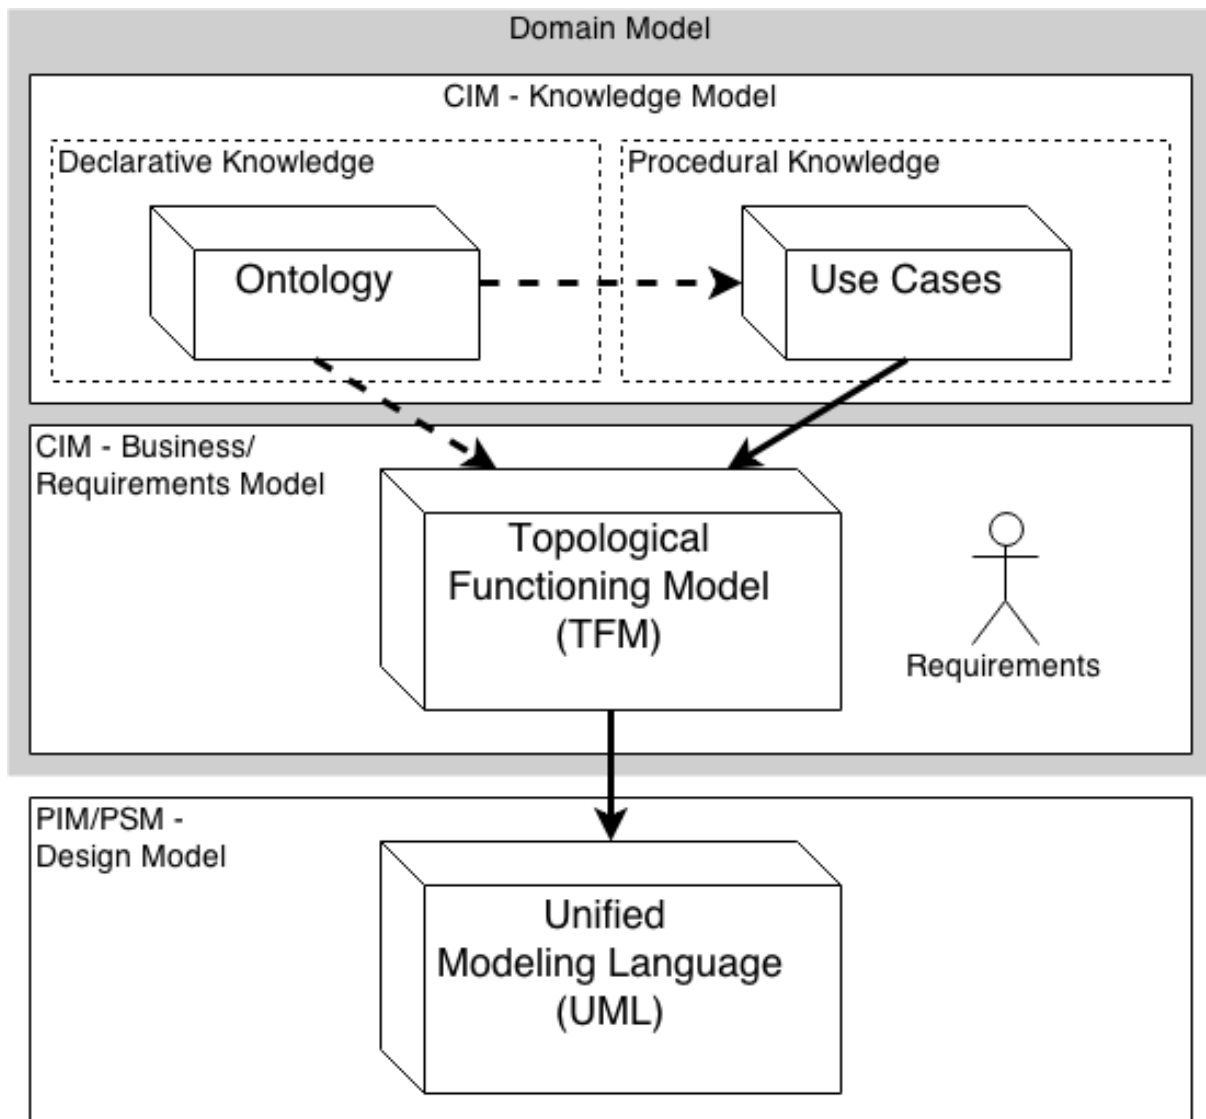 Domain Model
CIM - Knowledge Model
Declarative Knowledge
Procedural Knowledge
Ontology
Use Cases
CIM - Business/
Requirements Model
Topological
Functioning Model
(TFM)
Requirements
PIM/PSM -
Design Model
Unified
Modeling Language
(UML)